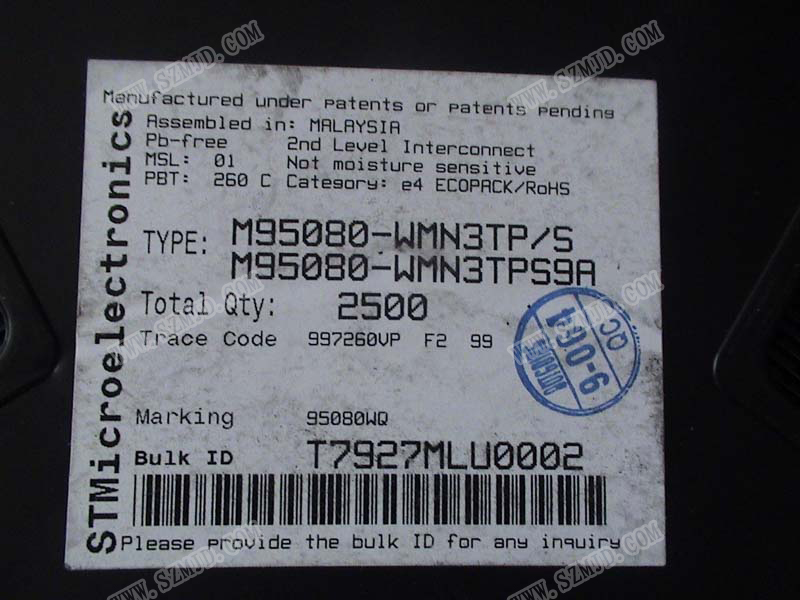 Manufactured under patents or patents pending
Assembled in: MALAYSIA
Pb-free 2nd Level Interconnect
MSL: 01 Not moisture sensitive
PBT: 260 C Category: e4 ECOPACK/RoHS
TYPE: M95080-WMN3TP/S
M95080-WMN3TPS9A
Total Qty: 2500
Trace Code 997260VP F2 99
QC
9-064
Marking 95080WQ
Bulk ID T7927MLU0002
Please provide the bulk ID for any inquiry
STMicroelectronics
WWW.SZMJD.COM
WWW.SZMJD.COM
WWW.SZMJD.COM
WWW.SZMJD.COM
WWW.SZMJD.COM
WWW.SZMJD.COM